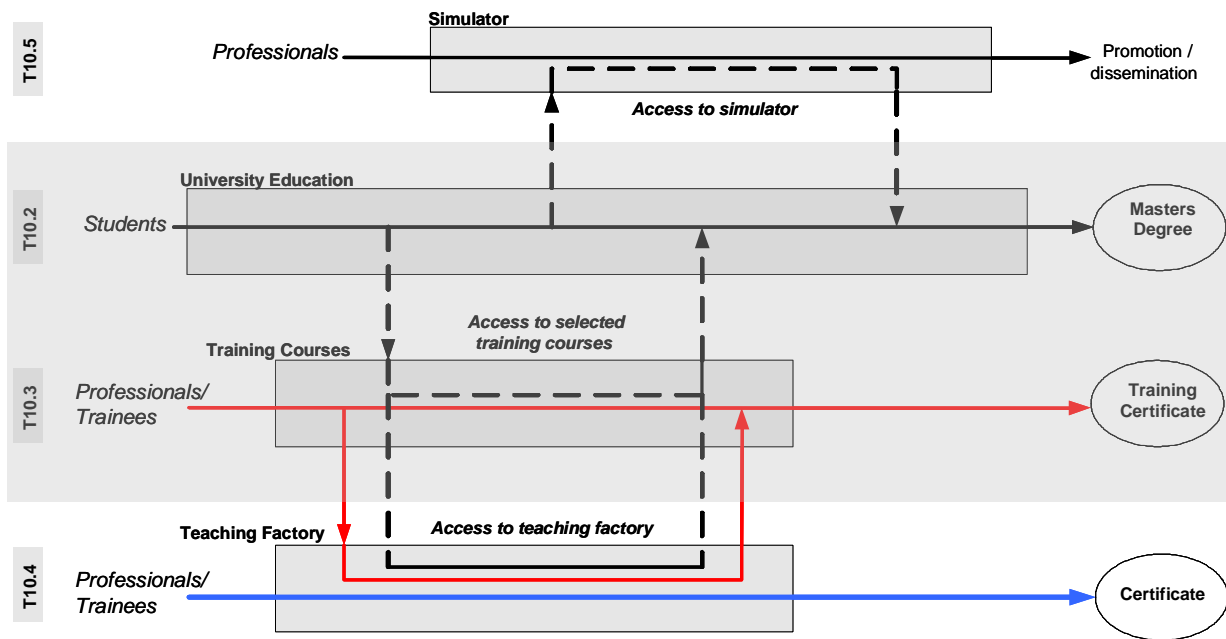 Simulator
T10.5
Professionals
Promotion /
dissemination
Access to simulator
University Education
T10.2
Students
Masters
Degree
Access to selected
training courses
Training Courses
T10.3
Professionals/
Trainees
Training
Certificate
Teaching Factory
Access to teaching factory
T10.4
Professionals/
Trainees
Certificate